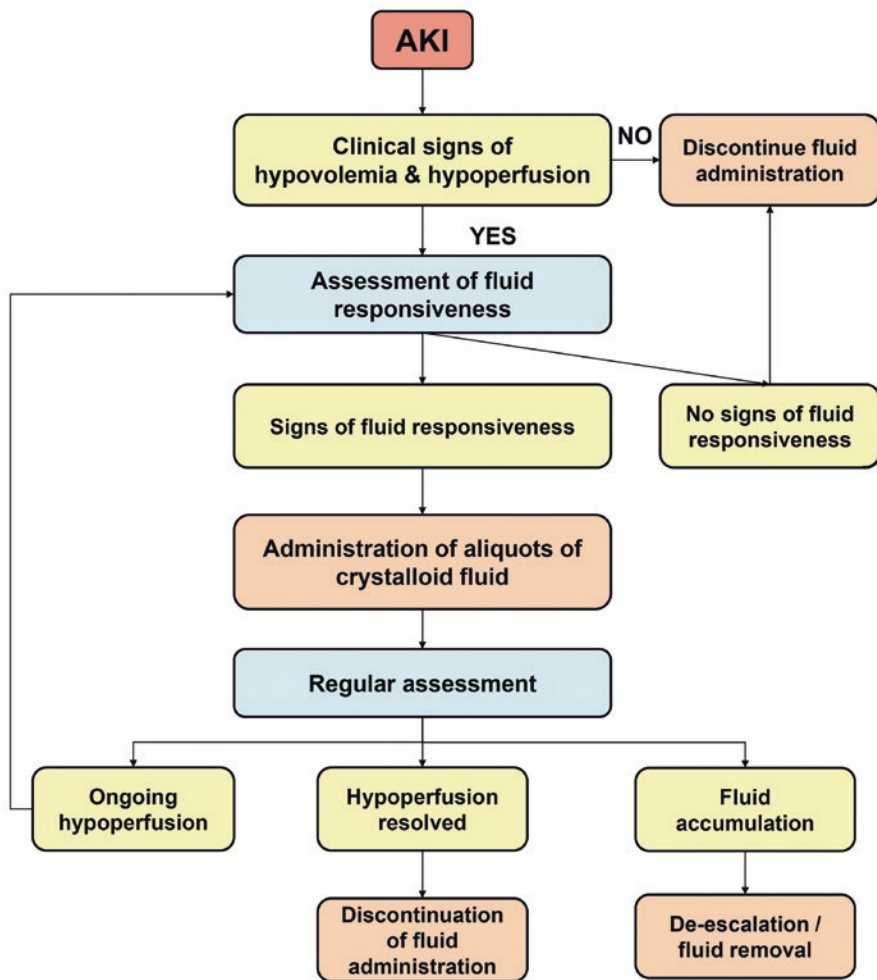 AKI
Clinical signs of
hypovolemia & hypoperfusion
NO
Discontinue fluid
administration
YES
Assessment of fluid
responsiveness
Signs of fluid responsiveness
No signs of fluid
responsiveness
Administration of aliquots of
crystalloid fluid
Regular assessment
Ongoing
hypoperfusion
Hypoperfusion
resolved
Fluid
accumulation
Discontinuation
of fluid
administration
De-escalation /
fluid removal